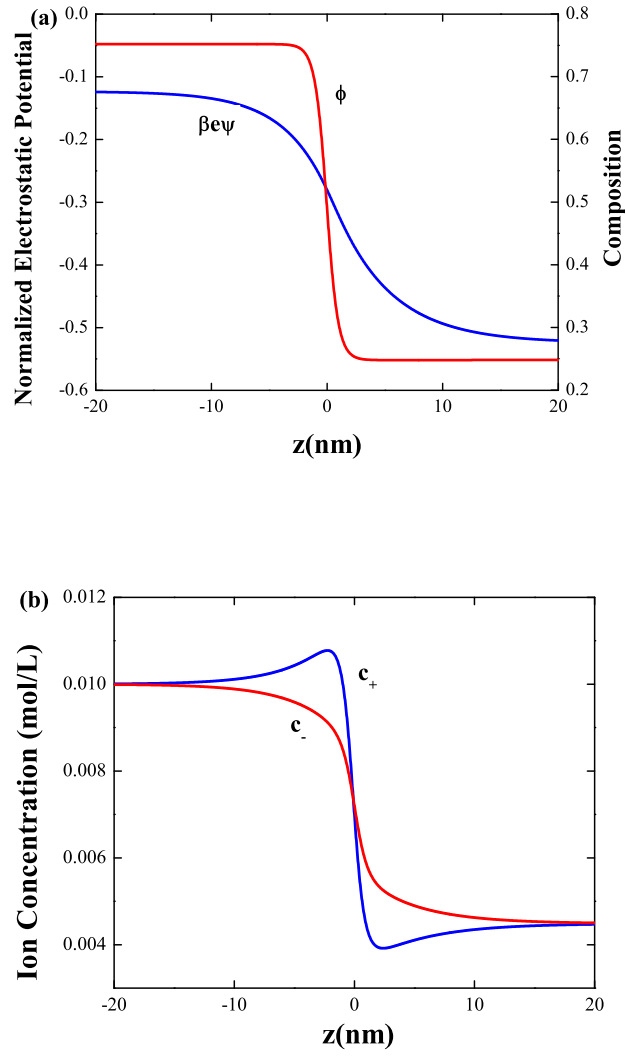 (a)
0.0
-0.1
-0.2
-0.3
-0.4
-0.5
-0.6
Normalized Electrostatic Potential
0.8
0.7
0.6
0.5
0.4
0.3
0.2
Composition
ϕ
βeψ
-20 -10 0 10 20
z(nm)
(b)
0.012
0.010
0.008
0.006
0.004
Ion Concentration (mol/L)
c+
c-
-20 -10 0 10 20
z(nm)